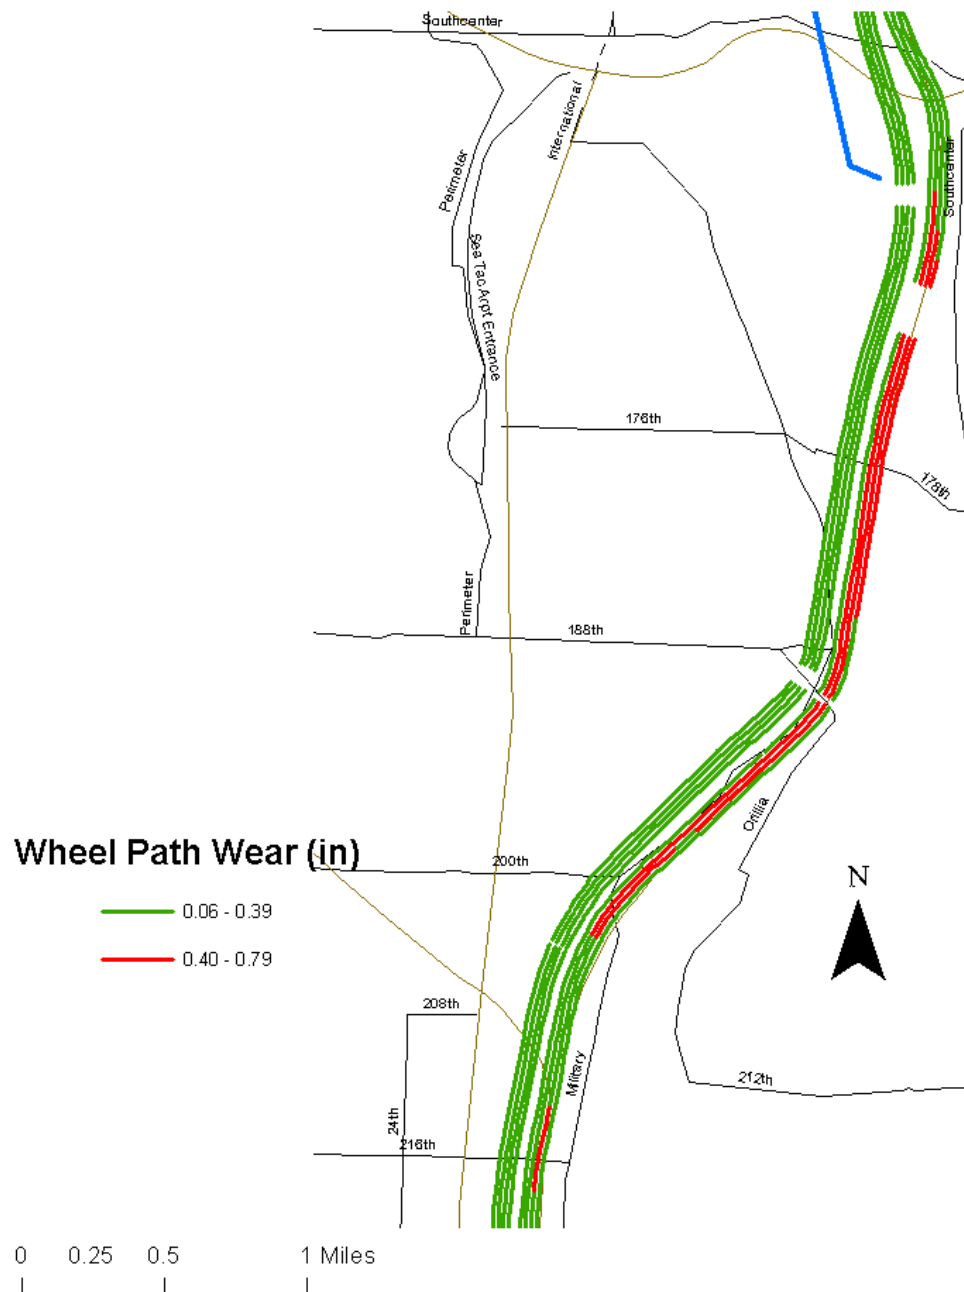 Southcenter
International
Perimeter
Southcenter
Sea Tac Arpt Entrance
176th
178th
Perimeter
188th
Orillia
Wheel Path Wear (in)
200th
N
0.06 - 0.39
0.40 - 0.79
208th
Military
212th
24th
216th
0 0.25 0.5 1 Miles